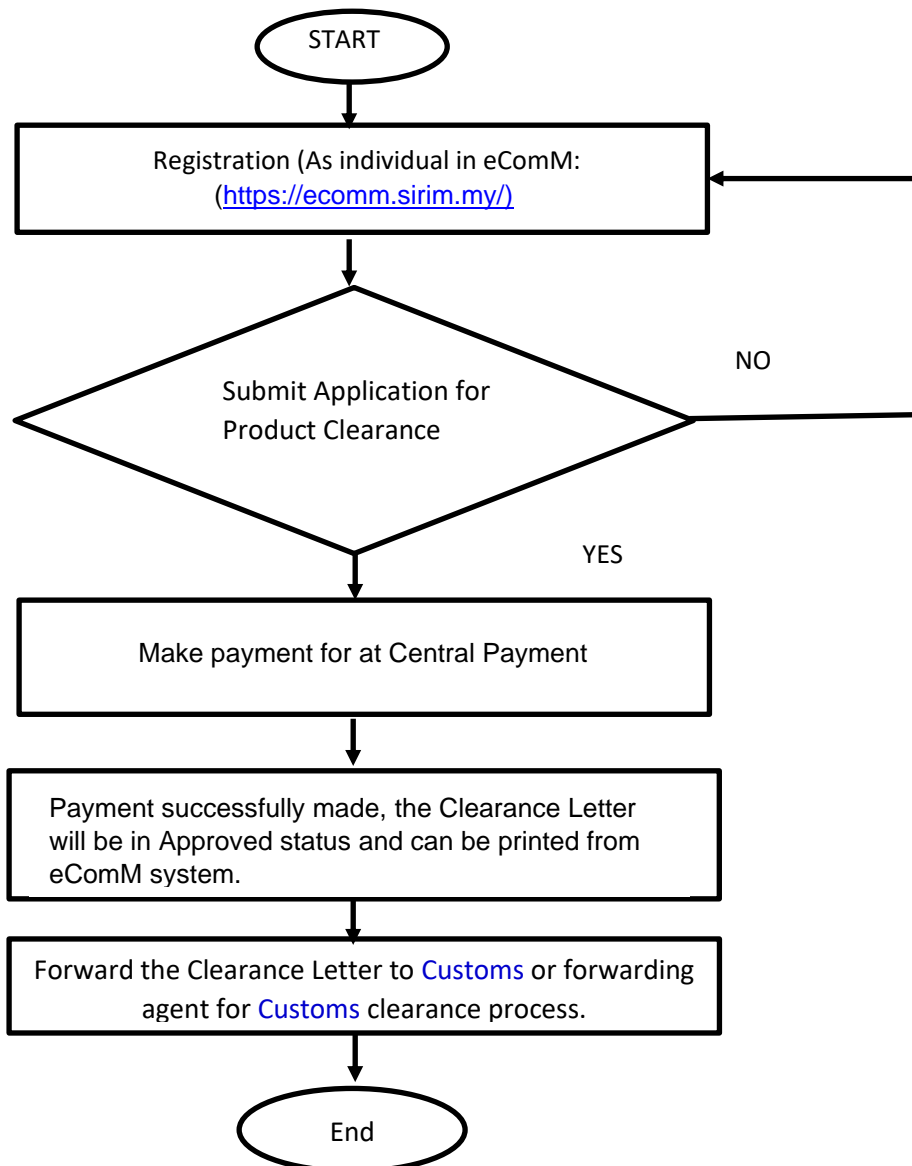 START
Registration (As individual in eComM:
(https://ecomm.sirim.my/)
NO
Submit Application for
Product Clearance
YES
Make payment for at Central Payment
Payment successfully made, the Clearance Letter
will be in Approved status and can be printed from
eComM system.
Forward the Clearance Letter to Customs or forwarding
agent for Customs clearance process.
End